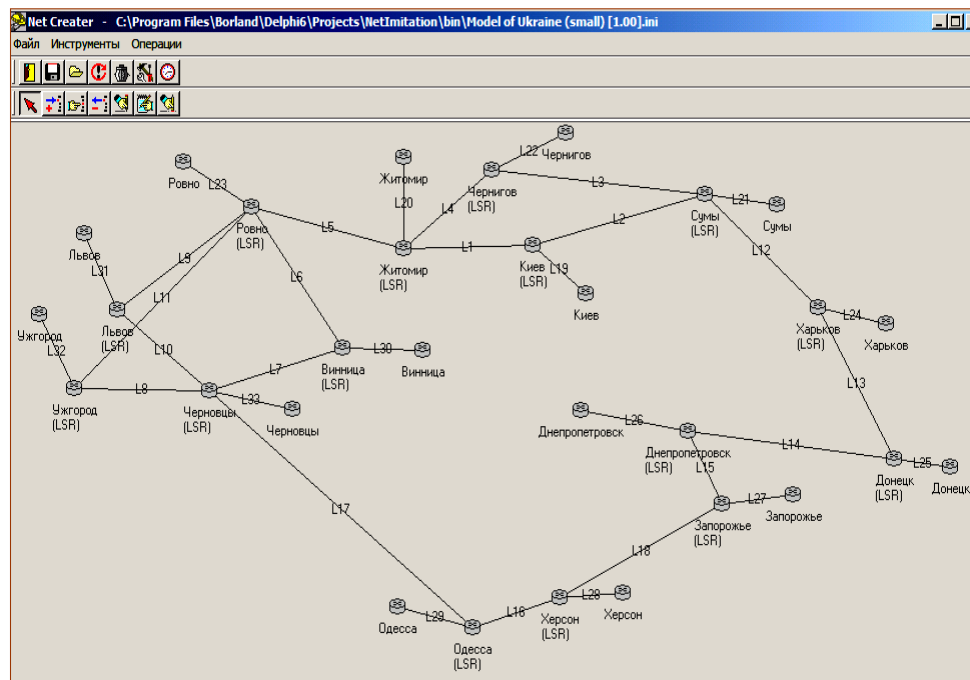 Net Creater - C:\Program Files\Borland\Delphi6\Projects\NetImitation\bin\Model of Ukraine (small) [1.00].ini
Файл Инструменты Операции
L22
Чернигов
Житомир
L23
Ровно
L3
Чернигов
(LSR)
L20
L4
L21
Сумы
Сумы
(LSR)
L2
L5
Ровно
(LSR)
L1
Житомир
(LSR)
Киев
(LSR)
L12
Львов
L9
L31
L6
L19
Киев
L11
Львов
(LSR)
L24
Харьков
(LSR)
Харьков
Ужгород
L32
L10
L30
L7
Винница
(LSR)
Винница
L13
L8
L33
Ужгород
(LSR)
Черновцы
(LSR)
Черновцы
L26
Днепропетровск
L14
Днепропетровск
(LSR)
L15
L25
Донецк
(LSR)
Донецк
L27
Запорожье
L17
Запорожье
(LSR)
L18
L28
Херсон
Херсон
(LSR)
L16
L29
Одесса
Одесса
(LSR)